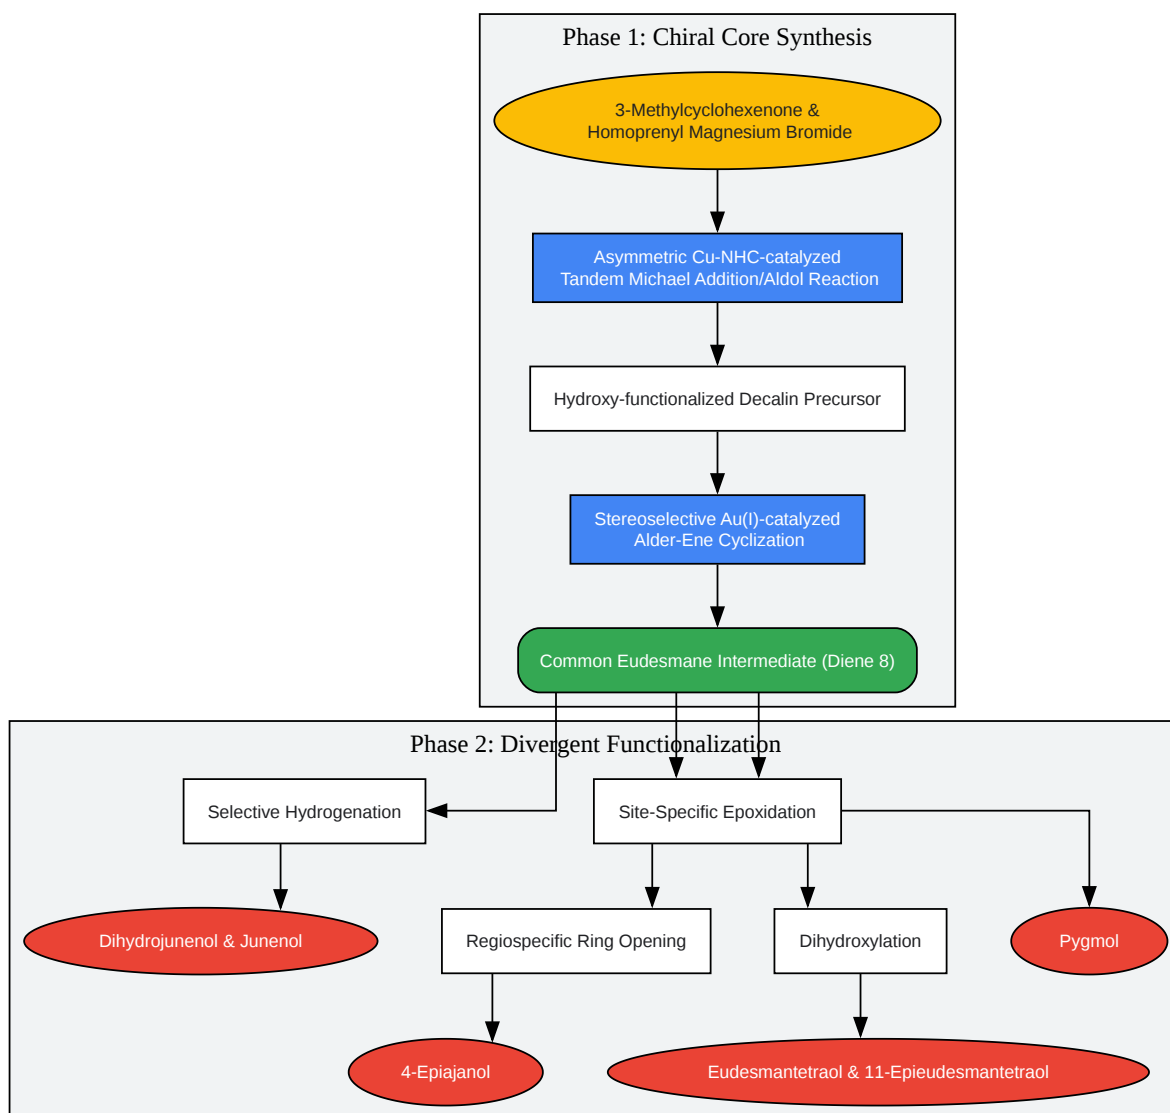 Phase 1: Chiral Core Synthesis
3-Methylcyclohexenone &
Homoprenyl Magnesium Bromide
Asymmetric Cu-NHC-catalyzed
Tandem Michael Addition/Aldol Reaction
Hydroxy-functionalized Decalin Precursor
Stereoselective Au(I)-catalyzed
Alder-Ene Cyclization
Common Eudesmane Intermediate (Diene 8)
Phase 2: Divergent Functionalization
Selective Hydrogenation
Site-Specific Epoxidation
Dihydrojunenol & Junenol
Regiospecific Ring Opening
Dihydroxylation
Pygmol
4-Epiajanol
Eudesmantetraol & 11-Epieudesmantetraol